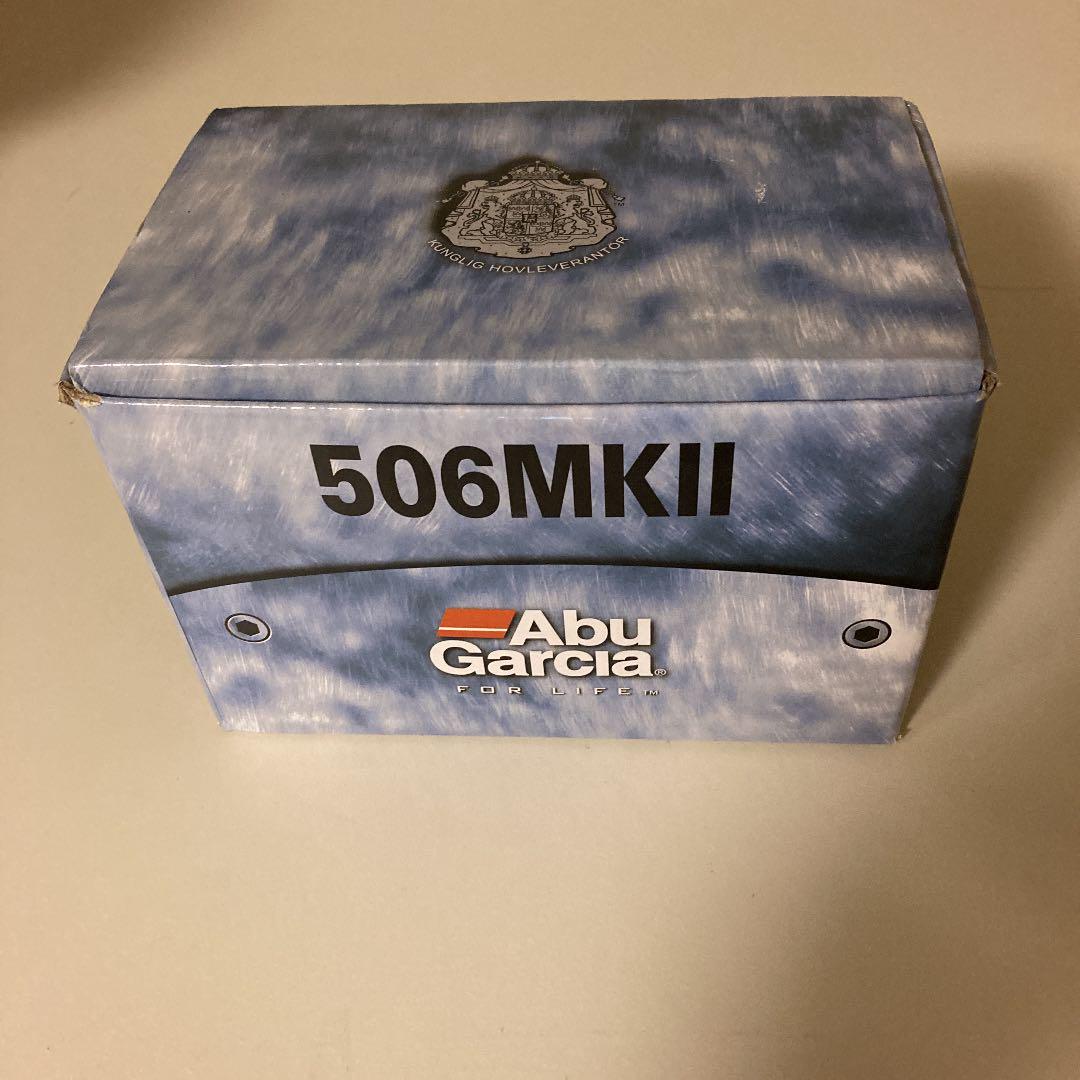 KUNGLIG HOVLEVERANTÖR
506MKII
Abu
Garcia®
FOR LIFE™